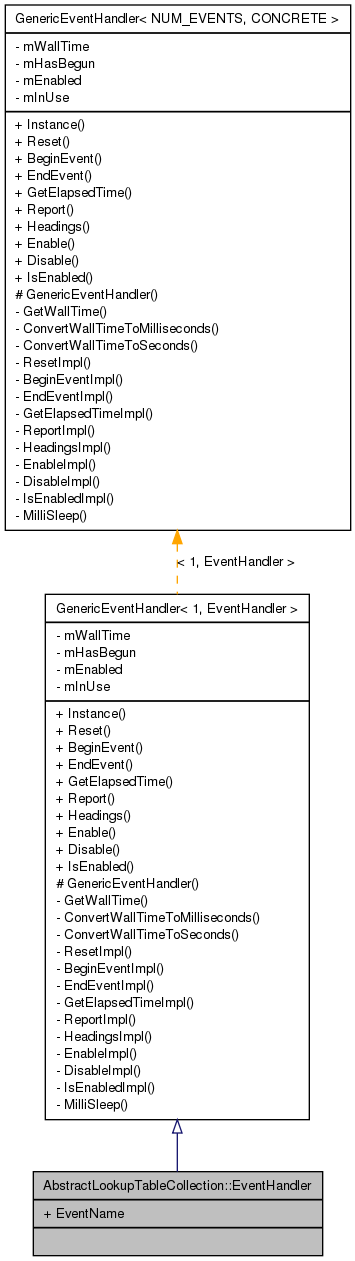 GenericEventHandler< NUM_EVENTS, CONCRETE >
- mWallTime
- mHasBegun
- mEnabled
- mInUse
+ Instance()
+ Reset()
+ BeginEvent()
+ EndEvent()
+ GetElapsedTime()
+ Report()
+ Headings()
+ Enable()
+ Disable()
+ IsEnabled()
# GenericEventHandler()
- GetWallTime()
- ConvertWallTimeToMilliseconds()
- ConvertWallTimeToSeconds()
- ResetImpl()
- BeginEventImpl()
- EndEventImpl()
- GetElapsedTimeImpl()
- ReportImpl()
- HeadingsImpl()
- EnableImpl()
- DisableImpl()
- IsEnabledImpl()
- MilliSleep()
< 1, EventHandler >
GenericEventHandler< 1, EventHandler >
- mWallTime
- mHasBegun
- mEnabled
- mInUse
+ Instance()
+ Reset()
+ BeginEvent()
+ EndEvent()
+ GetElapsedTime()
+ Report()
+ Headings()
+ Enable()
+ Disable()
+ IsEnabled()
# GenericEventHandler()
- GetWallTime()
- ConvertWallTimeToMilliseconds()
- ConvertWallTimeToSeconds()
- ResetImpl()
- BeginEventImpl()
- EndEventImpl()
- GetElapsedTimeImpl()
- ReportImpl()
- HeadingsImpl()
- EnableImpl()
- DisableImpl()
- IsEnabledImpl()
- MilliSleep()
AbstractLookupTableCollection::EventHandler
+ EventName